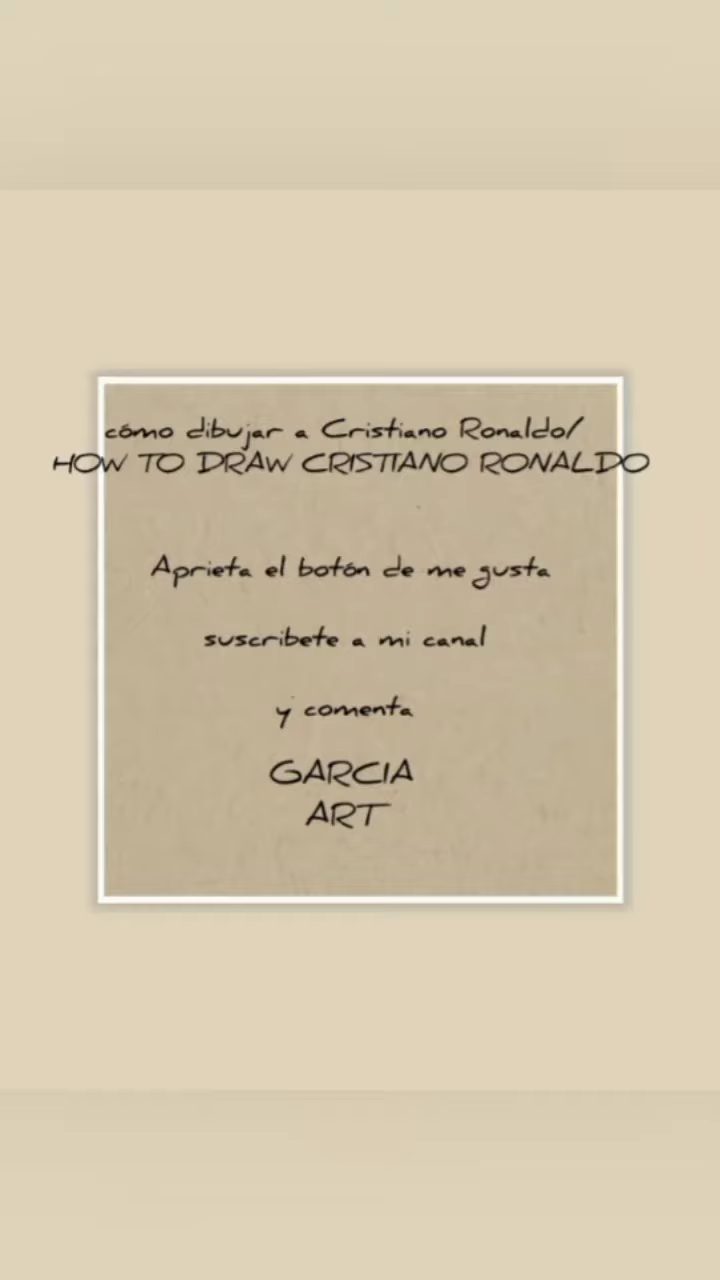 cómo dibujar a Cristiano Ronaldo/
HOW TO DRAW CRISTIANO RONALDO
Aprieta el botón de me gusta
suscribete a mi canal
y comenta
GARCIA
ART